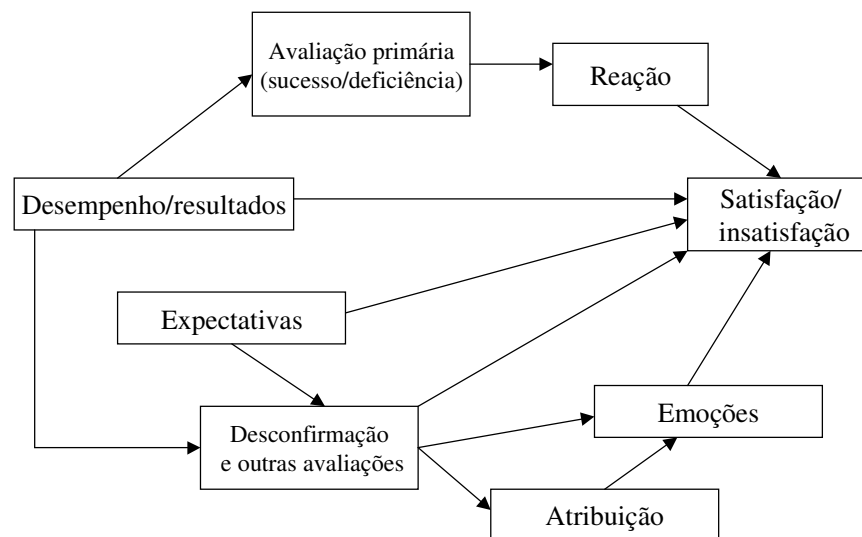 Avaliação primária
(sucesso/deficiência)
Reação
Desempenho/resultados
Satisfação/
insatisfação
Expectativas
Desconfirmação
e outras avaliações
Emoções
Atribuição